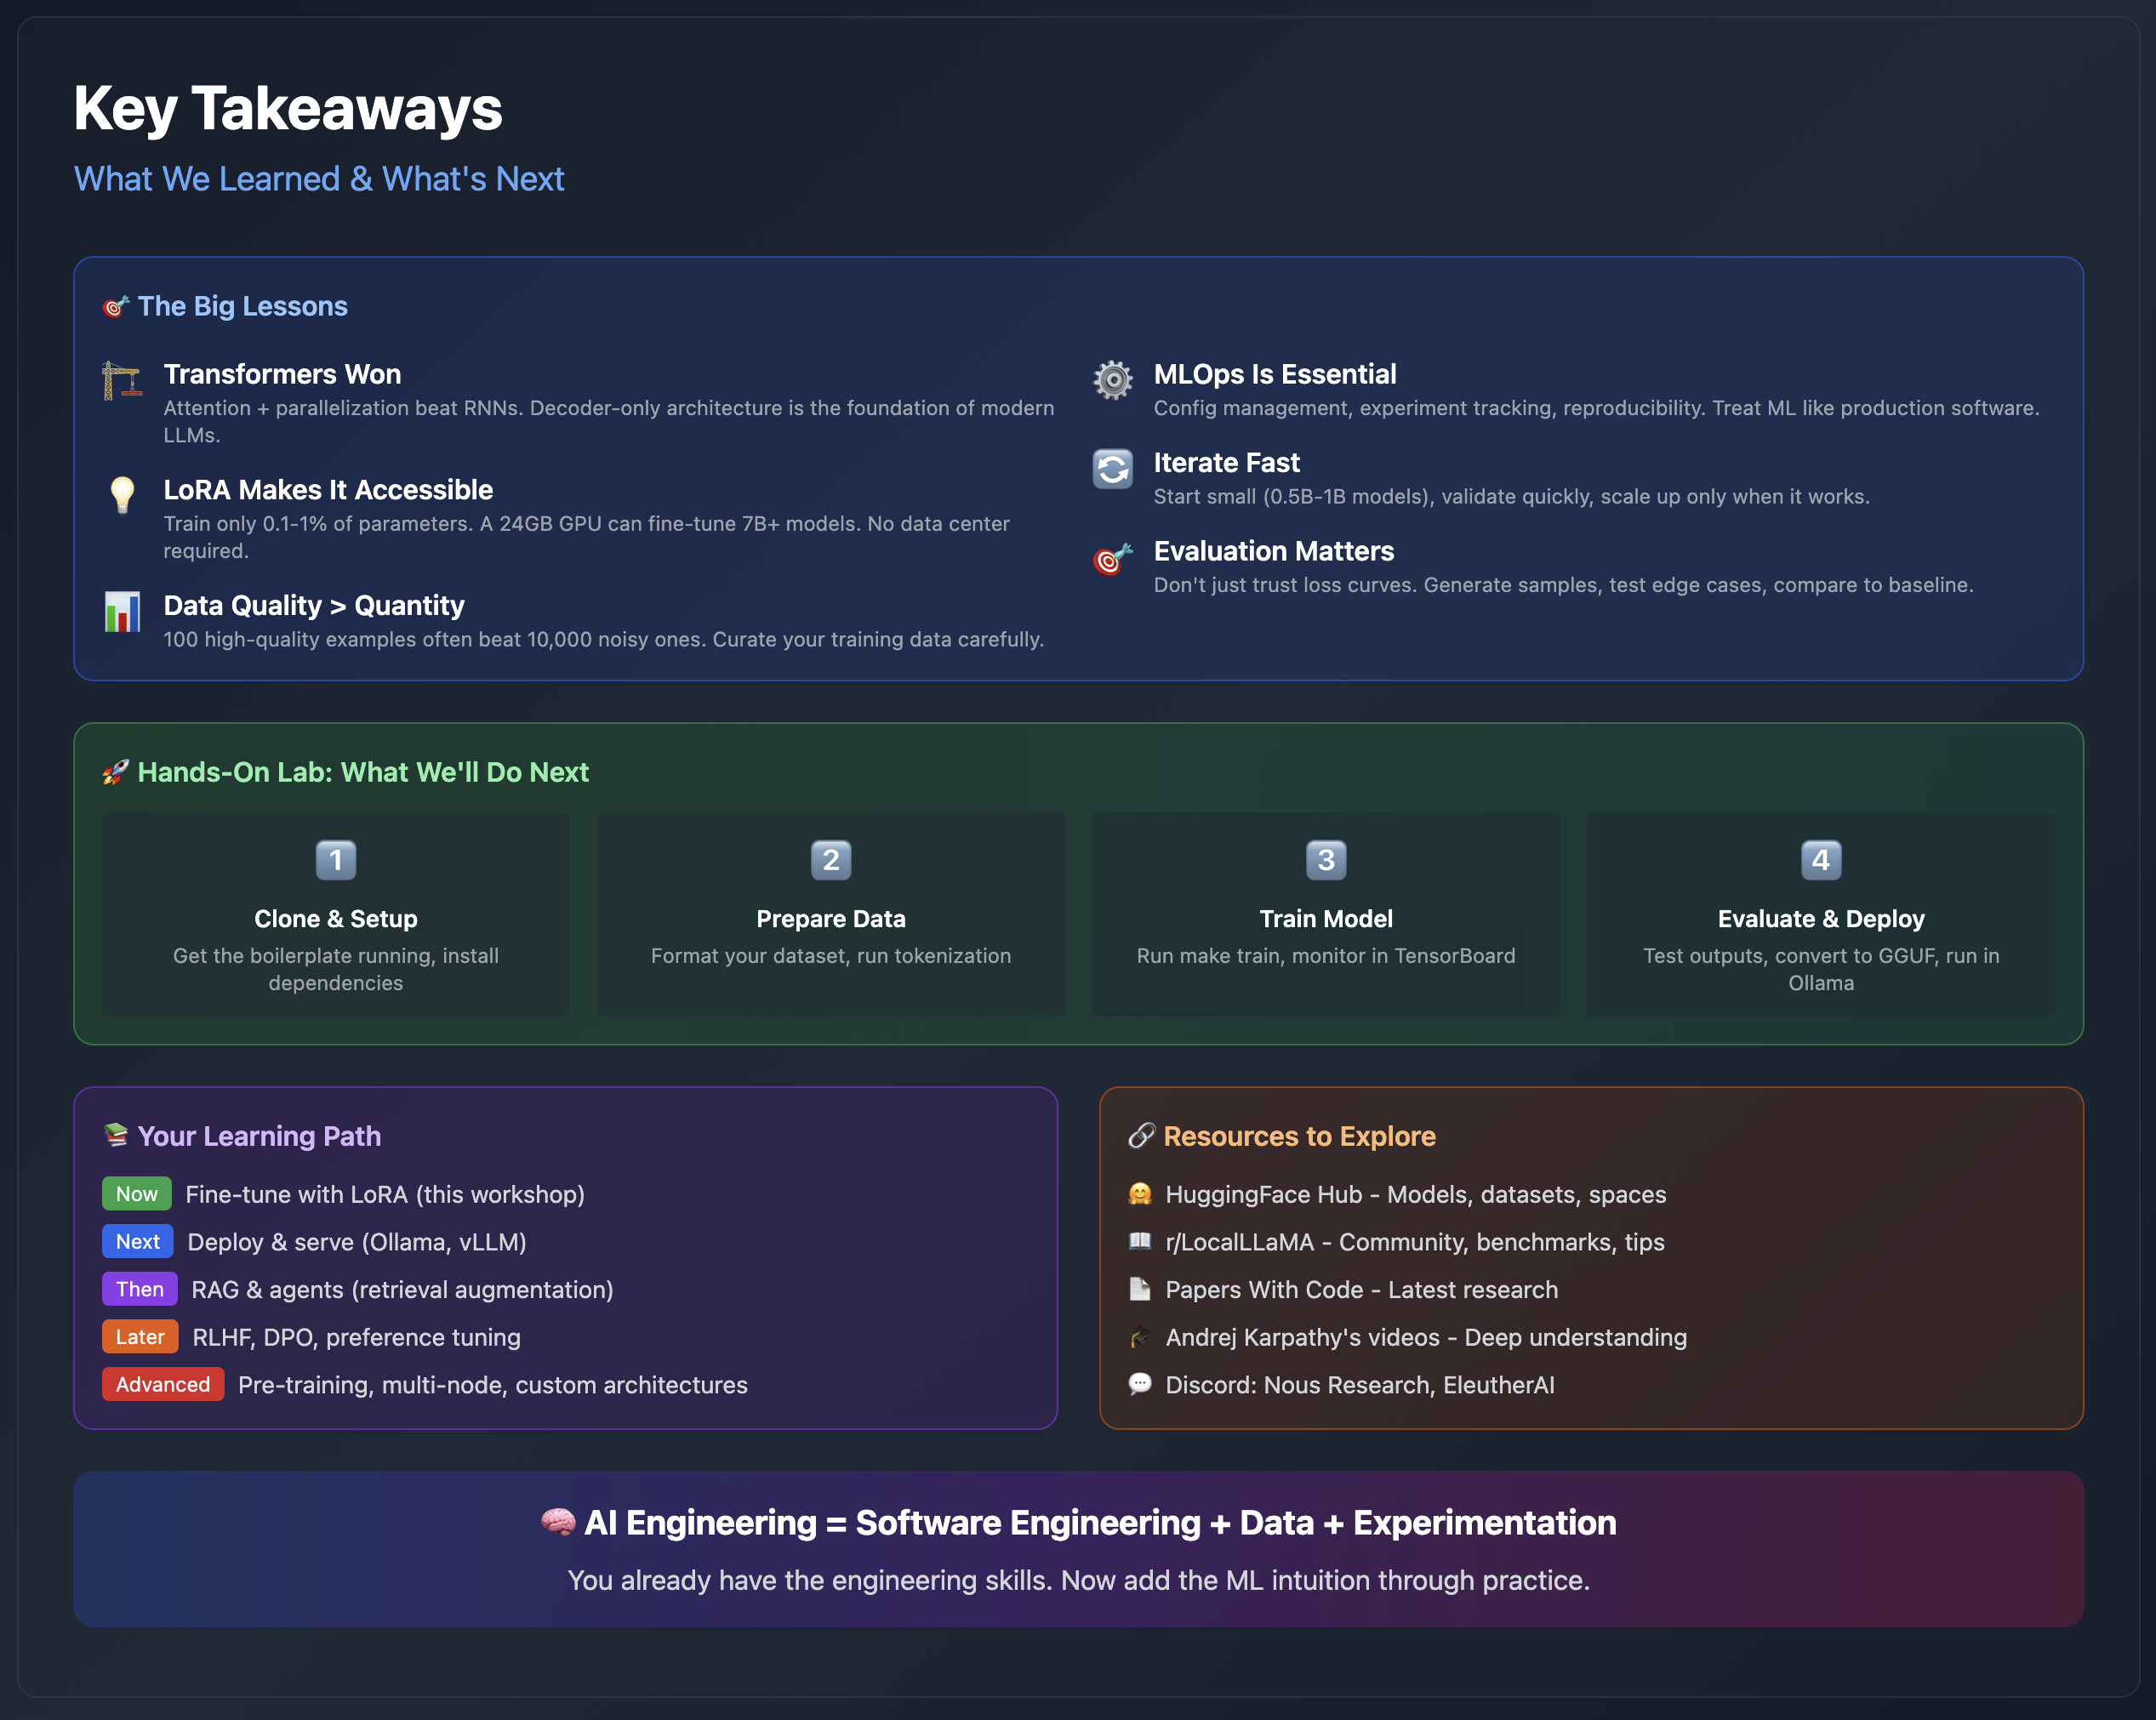 Key Takeaways
What We Learned & What's Next
🎯 The Big Lessons
Transformers Won
Attention + parallelization beat RNNs. Decoder-only architecture is the foundation of modern
LLMs.
LoRA Makes It Accessible
Train only 0.1-1% of parameters. A 24GB GPU can fine-tune 7B+ models. No data center
required.
Data Quality > Quantity
100 high-quality examples often beat 10,000 noisy ones. Curate your training data carefully.
MLOps Is Essential
Config management, experiment tracking, reproducibility. Treat ML like production software.
Iterate Fast
Start small (0.5B-1B models), validate quickly, scale up only when it works.
Evaluation Matters
Don't just trust loss curves. Generate samples, test edge cases, compare to baseline.
🚀 Hands-On Lab: What We'll Do Next
1
Clone & Setup
Get the boilerplate running, install
dependencies
2
Prepare Data
Format your dataset, run tokenization
3
Train Model
Run make train, monitor in TensorBoard
4
Evaluate & Deploy
Test outputs, convert to GGUF, run in
Ollama
📚 Your Learning Path
Now Fine-tune with LoRA (this workshop)
Next Deploy & serve (Ollama, vLLM)
Then RAG & agents (retrieval augmentation)
Later RLHF, DPO, preference tuning
Advanced Pre-training, multi-node, custom architectures
🔗 Resources to Explore
🤗 HuggingFace Hub - Models, datasets, spaces
📖 r/LocalLLaMA - Community, benchmarks, tips
📄 Papers With Code - Latest research
🎓 Andrej Karpathy's videos - Deep understanding
💬 Discord: Nous Research, EleutherAI
🧠 AI Engineering = Software Engineering + Data + Experimentation
You already have the engineering skills. Now add the ML intuition through practice.